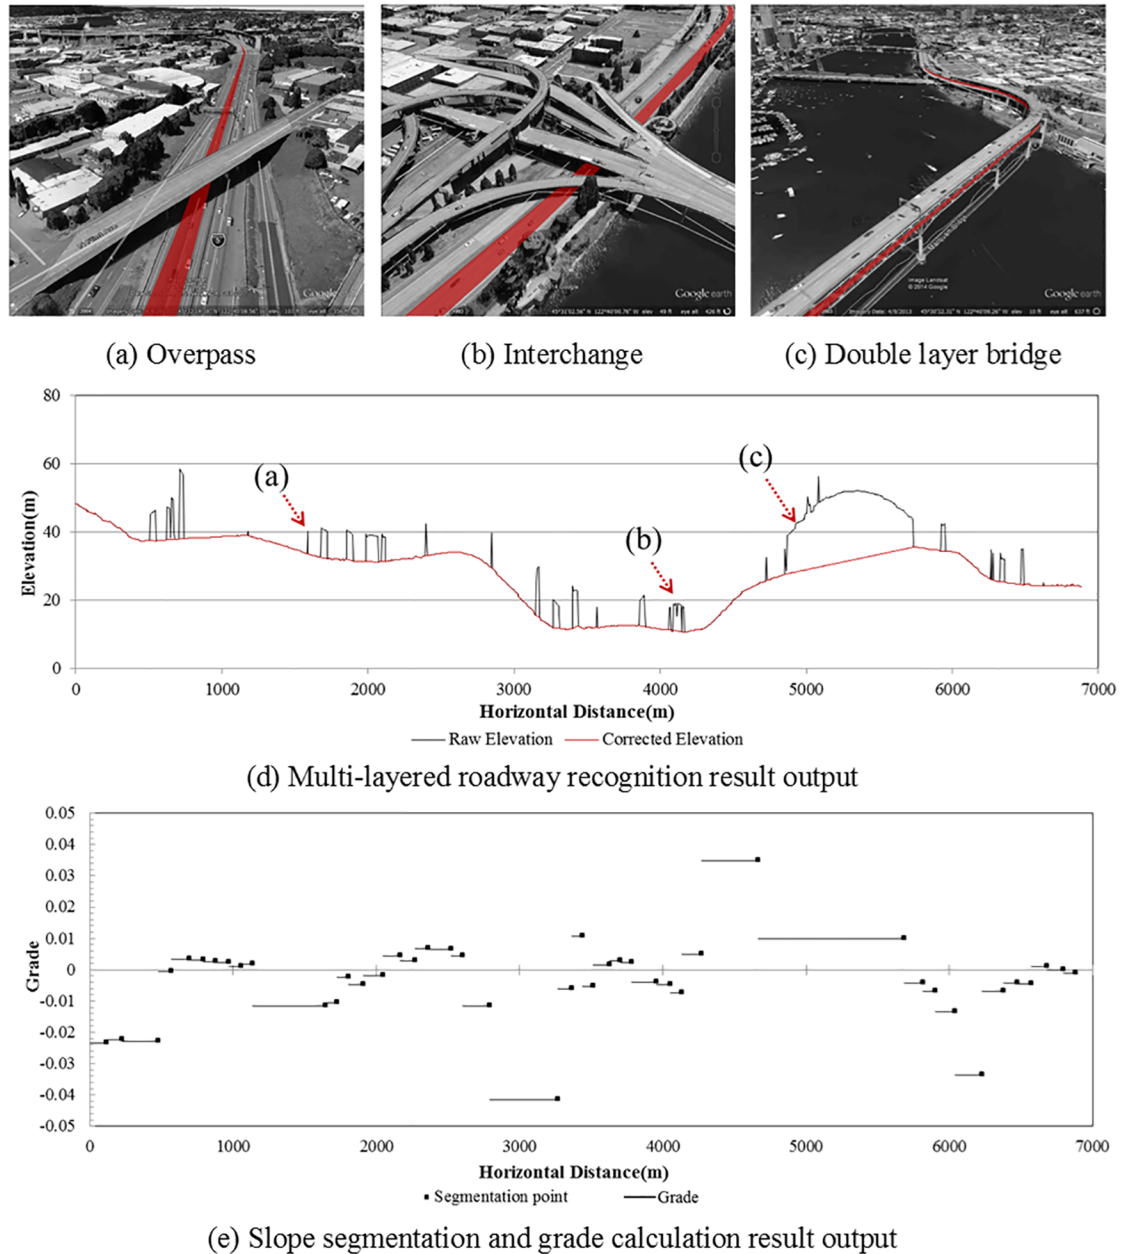 Google
Google earth
Image Landsat
© 2014 Google
Google earth
(a) Overpass
(b) Interchange
(c) Double layer bridge
80
60
40
20
0
Elevation(m)
(a)
(b)
(c)
0 1000 2000 3000 4000 5000 6000 7000
Horizontal Distance(m)
Raw Elevation Corrected Elevation
(d) Multi-layered roadway recognition result output
0.05
0.04
0.03
0.02
0.01
0
-0.01
-0.02
-0.03
-0.04
-0.05
Grade
0 1000 2000 3000 4000 5000 6000 7000
Horizontal Distance(m)
Segmentation point Grade
(e) Slope segmentation and grade calculation result output